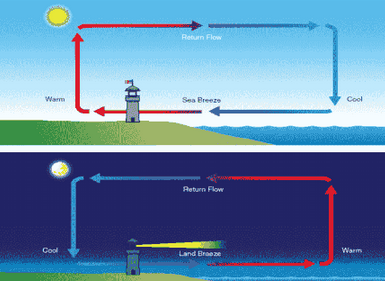 Return Flow
Warm
Sea Breeze
Cool
Return Flow
Cool
Land Breeze
Warm